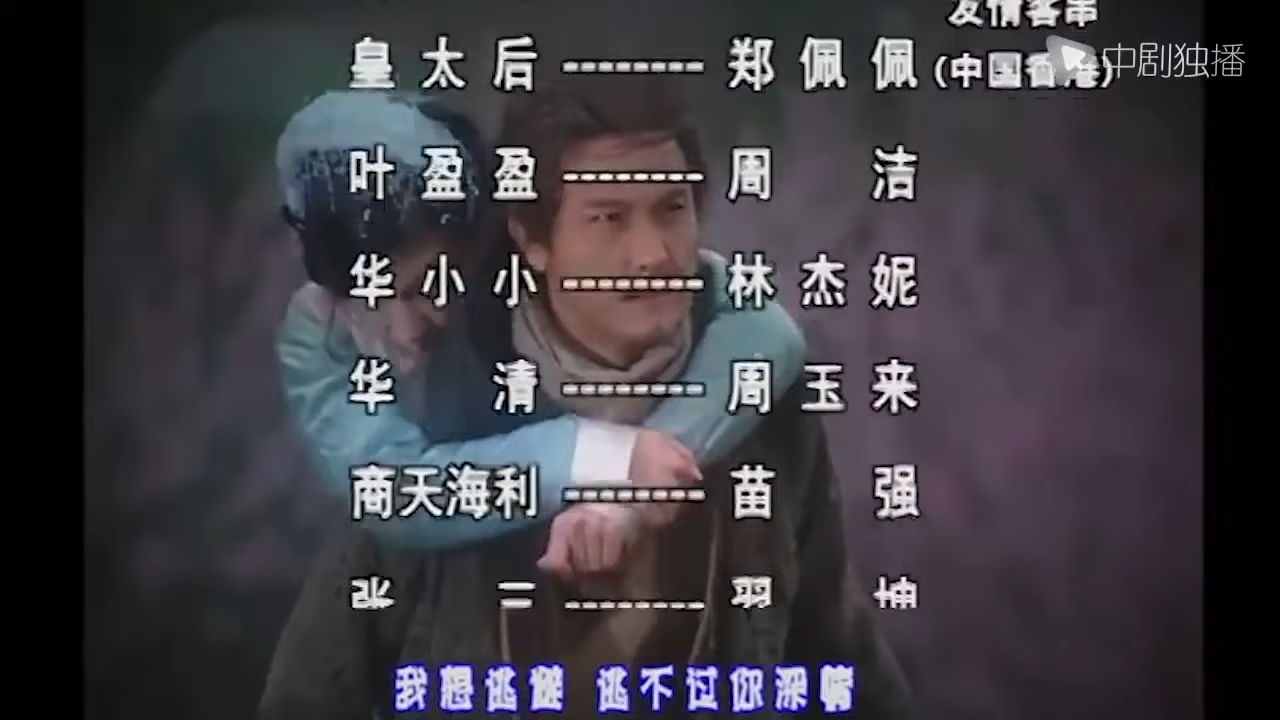 友情客串
皇太后--------郑佩佩(中国香港)
中剧独播
叶盈盈--------周洁
华小小--------林杰妮
华清--------周玉来
商天海利--------苗强
我想逃避 逃不过你深情